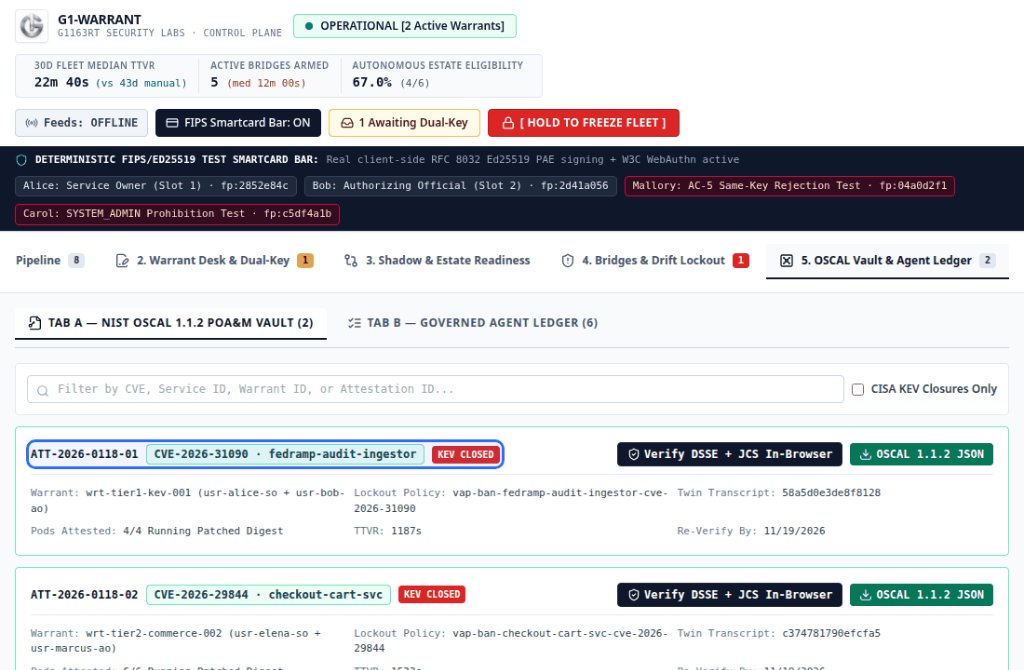 G1-WARRANT
G1163RT SECURITY LABS · CONTROL PLANE
OPERATIONAL [2 Active Warrants]
30D FLEET MEDIAN TTVR
22m 40s (vs 43d manual)
ACTIVE BRIDGES ARMED
5 (med 12m 00s)
AUTONOMOUS ESTATE ELIGIBILITY
67.0% (4/6)
Feeds: OFFLINE
FIPS Smartcard Bar: ON
1 Awaiting Dual-Key
[ HOLD TO FREEZE FLEET ]
DETERMINISTIC FIPS/ED25519 TEST SMARTCARD BAR: Real client-side RFC 8032 Ed25519 PAE signing + W3C WebAuthn active
Alice: Service Owner (Slot 1) · fp:2852e84c
Bob: Authorizing Official (Slot 2) · fp:2d41a056
Mallory: AC-5 Same-Key Rejection Test · fp:04a0d2f1
Carol: SYSTEM_ADMIN Prohibition Test · fp:c5df4a1b
Pipeline 8
2. Warrant Desk & Dual-Key 1
3. Shadow & Estate Readiness
4. Bridges & Drift Lockout 1
5. OSCAL Vault & Agent Ledger 2
TAB A — NIST OSCAL 1.1.2 POA&M VAULT (2)
TAB B — GOVERNED AGENT LEDGER (6)
Filter by CVE, Service ID, Warrant ID, or Attestation ID...
CISA KEV Closures Only
ATT-2026-0118-01 CVE-2026-31090 · fedramp-audit-ingestor KEV CLOSED
Verify DSSE + JCS In-Browser
OSCAL 1.1.2 JSON
Warrant: wrt-tier1-kev-001 (usr-alice-so + usr-bob-
ao)
Lockout Policy: vap-ban-fedramp-audit-ingestor-cve-
2026-31090
Twin Transcript: 58a5d0e3de8f8128
Pods Attested: 4/4 Running Patched Digest
TTVR: 1187s
Re-Verify By: 11/19/2026
ATT-2026-0118-02 CVE-2026-29844 · checkout-cart-svc KEV CLOSED
Verify DSSE + JCS In-Browser
OSCAL 1.1.2 JSON
Warrant: wrt-tier2-commerce-002 (usr-elena-so +
usr-marcus-ao)
Lockout Policy: vap-ban-checkout-cart-svc-cve-2026-
29844
Twin Transcript: c374781790efcfa5